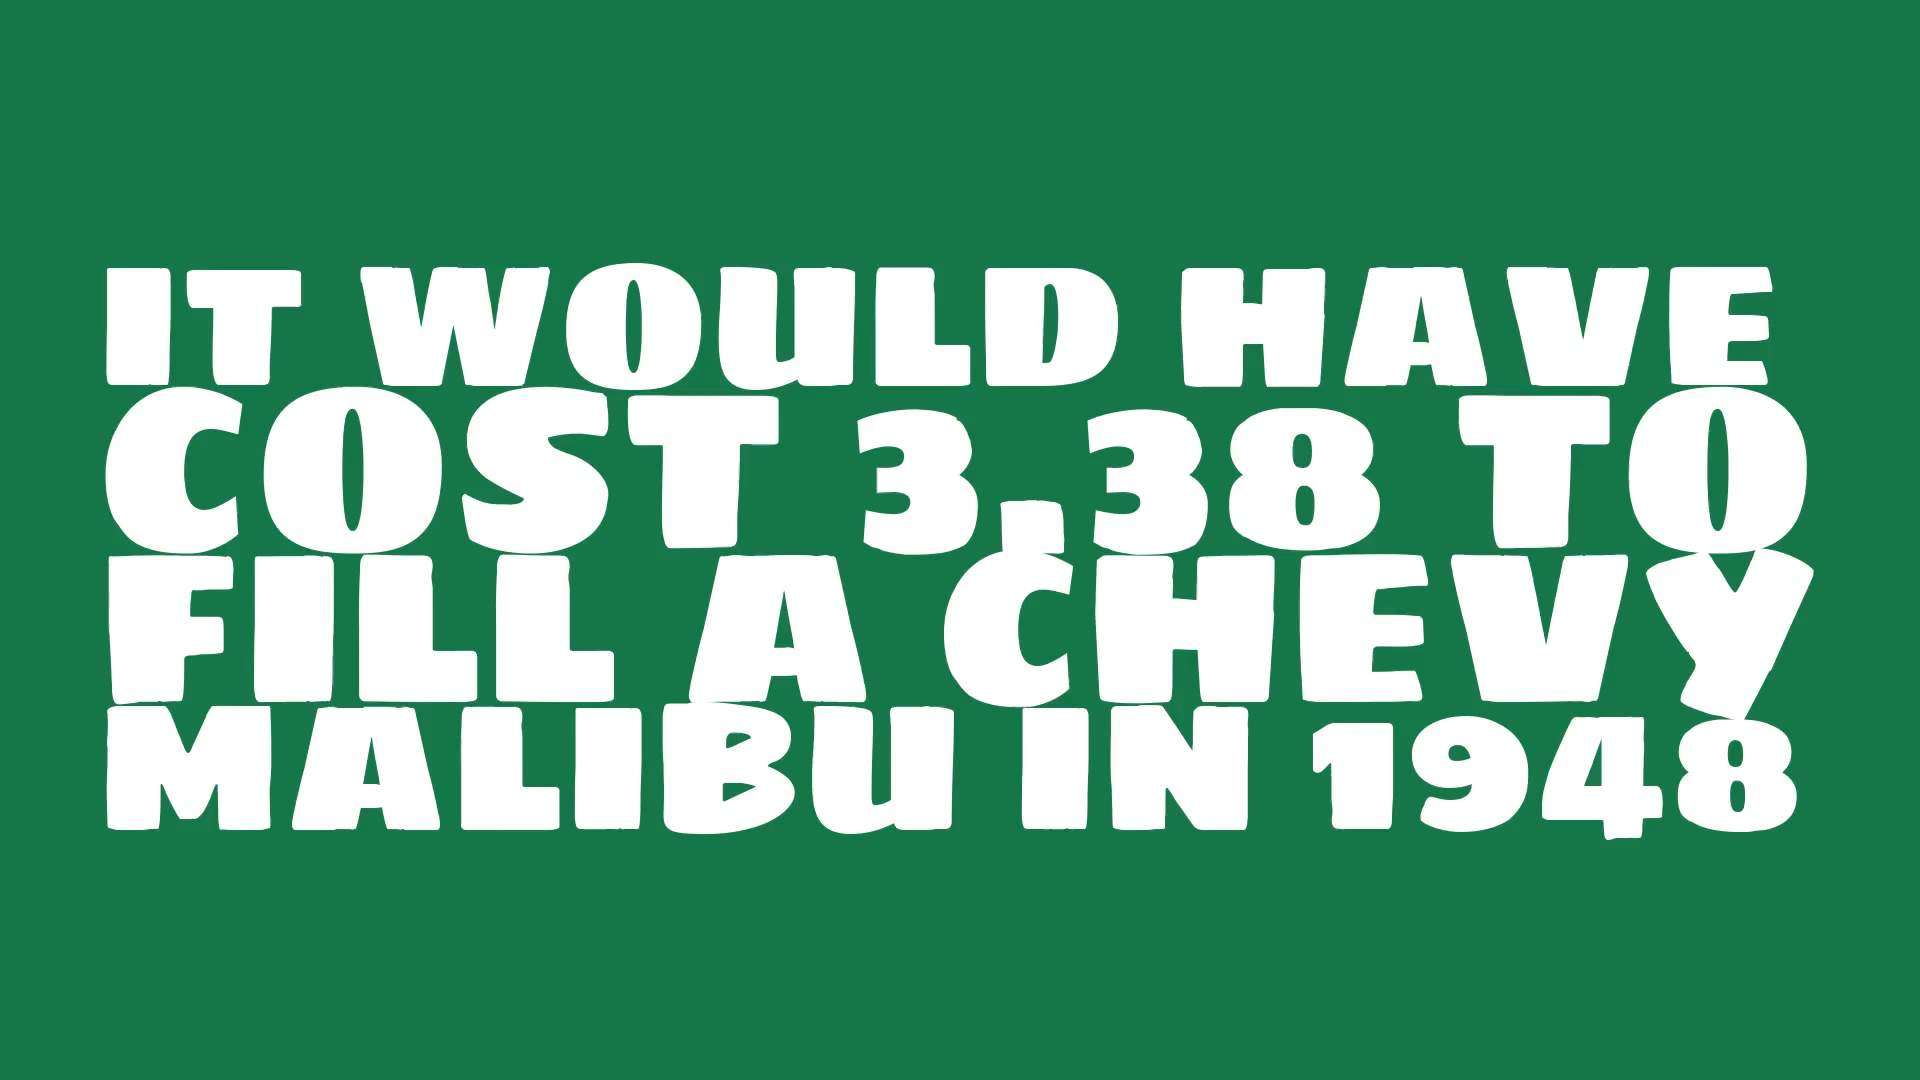 IT WOULD HAVE
COST 3.38 TO
FILL A CHEVY
MALIBU IN 1948